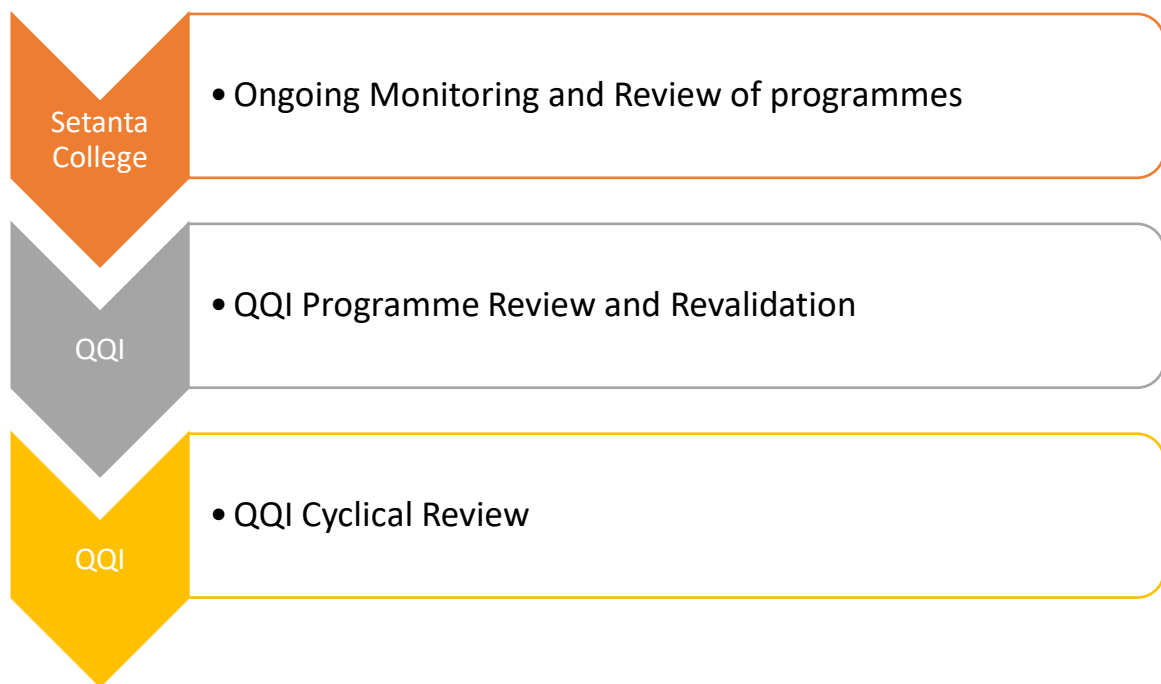 Setanta
College
• Ongoing Monitoring and Review of programmes
QQI
• QQI Programme Review and Revalidation
QQI
• QQI Cyclical Review